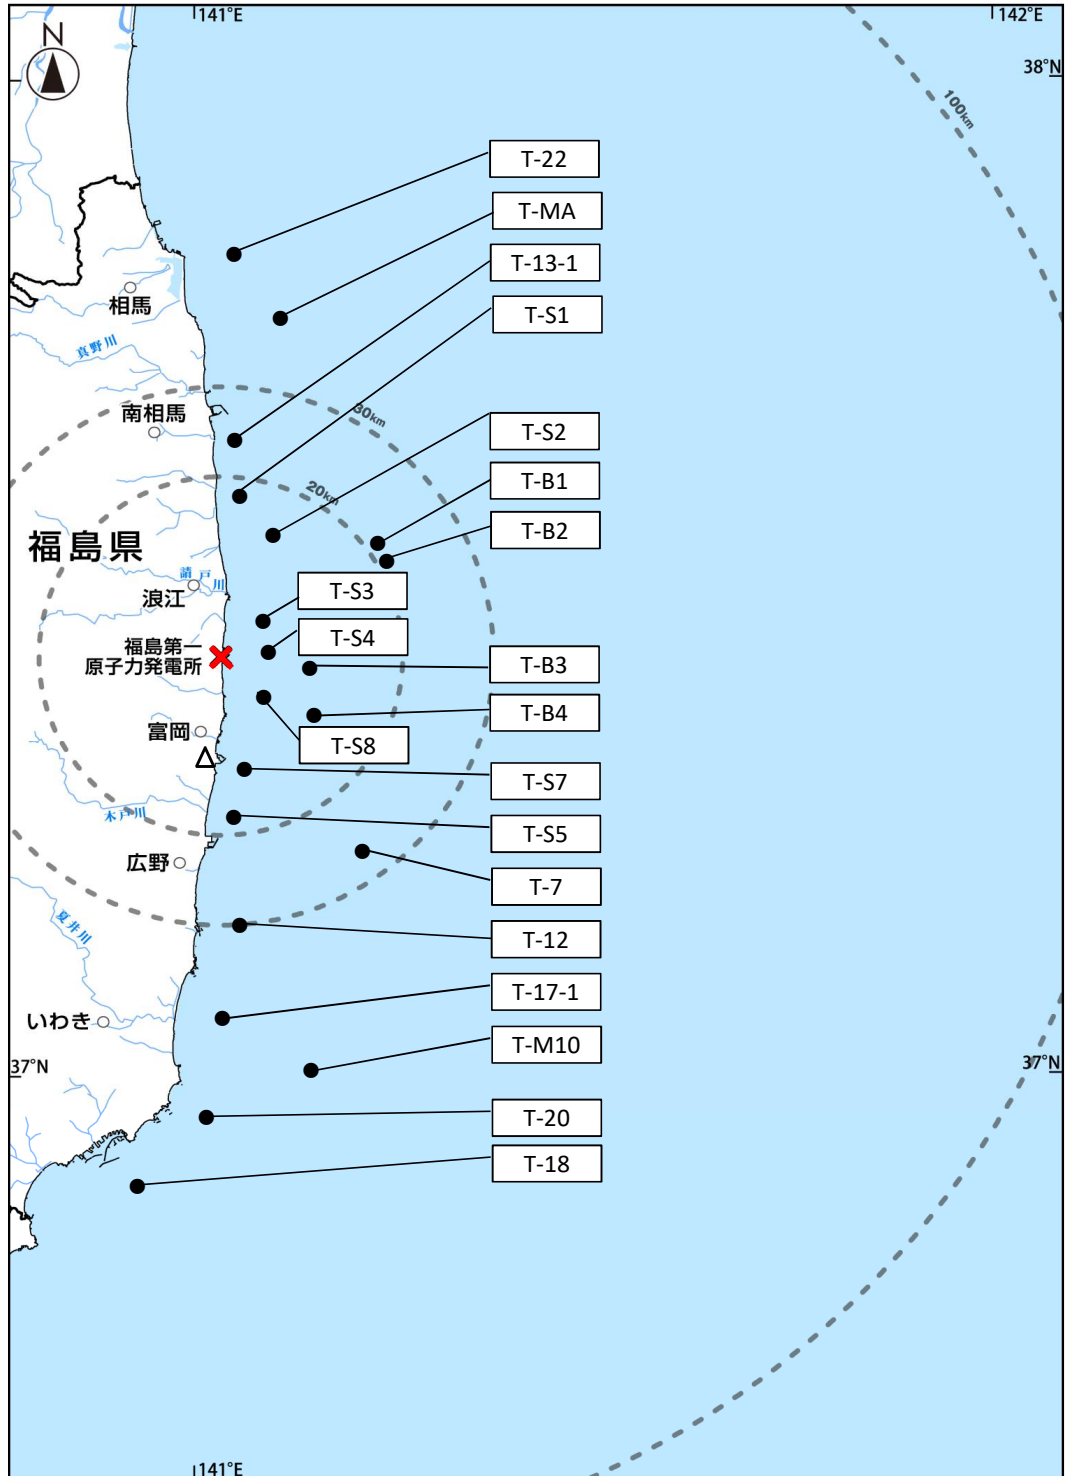 141°E
142°E
N
38°N
100km
T-22
T-MA
T-13-1
T-S1
相馬
真野川
30km
南相馬
T-S2
T-B1
20km
T-B2
福島県
請戸川
浪江
T-S3
T-S4
福島第一
原子力発電所
T-B3
T-B4
富岡
T-S8
T-S7
木戸川
T-S5
広野
T-7
夏井川
T-12
T-17-1
いわき
T-M10
37°N
37°N
T-20
T-18
141°E